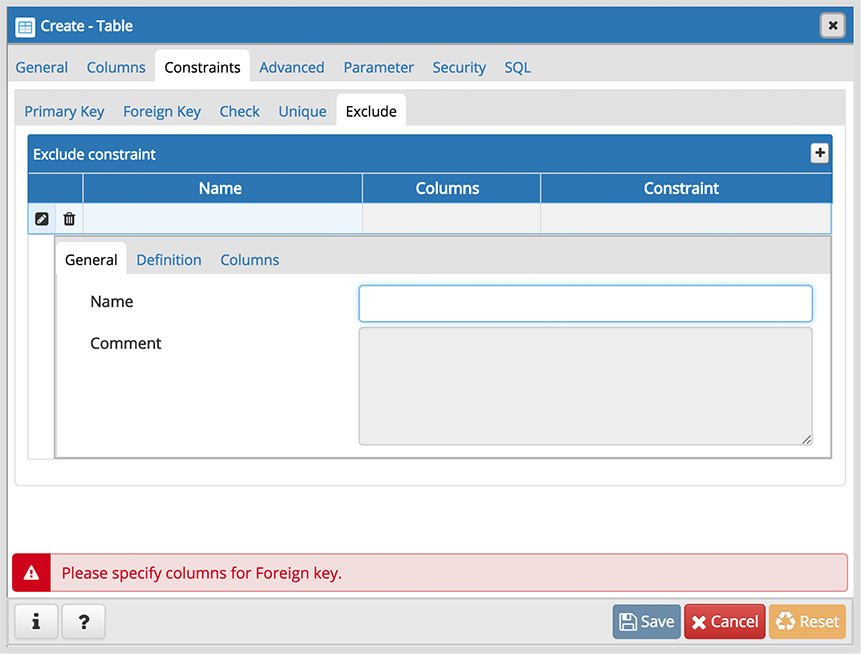 Create - Table
General Columns Constraints Advanced Parameter Security SQL
Primary Key Foreign Key Check Unique Exclude
Exclude constraint
Name Columns Constraint
General Definition Columns
Name
Comment
Please specify columns for Foreign key.
i ? Save Cancel Reset